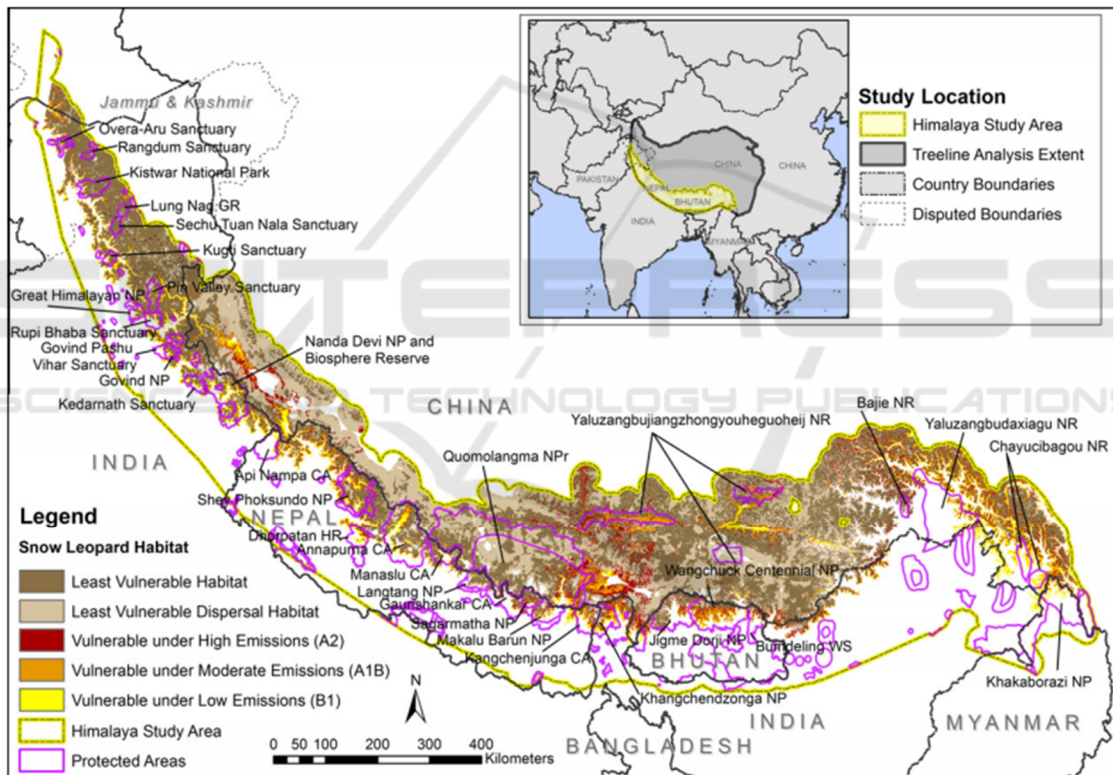 Jammu & Kashmir
Overa-Aru Sanctuary
Rangdum Sanctuary
Kistwar National Park
Lung Nag GR
Sechu Tuan Nala Sanctuary
Kugti Sanctuary
Pin Valley Sanctuary
Great Himalayan NP
Rupi Bhaba Sanctuary
Govind Pashu
Vihar Sanctuary
Govind NP
Kedarnath Sanctuary
Nanda Devi NP and
Biosphere Reserve
CHINA
INDIA
Api Nampa CA
Shey Phoksundo NP
NEPAL
Dhorpatan HR
Annapurna CA
Manaslu CA
Langtang NP
Gaurishankar CA
Sagarmatha NP
Makalu Barun NP
Kangchenjunga CA
Quomolangma NPr
Yaluzangbujiangzhongyouheguoheij NR
Bajie NR
Yaluzangbudaxiagu NR
Chayucibagou NR
Wangchuck Centennial NP
Jigme Dorji NP
BHUTAN
Bumdeling WS
Khangchendzonga NP
INDIA
BANGLADESH
Khakaborazi NP
MYANMAR
CHINA
CHINA
PAKISTAN
NEPAL
BHUTAN
INDIA
MYANMAR
Study Location
Himalaya Study Area
Treeline Analysis Extent
Country Boundaries
Disputed Boundaries
Legend
Snow Leopard Habitat
Least Vulnerable Habitat
Least Vulnerable Dispersal Habitat
Vulnerable under High Emissions (A2)
Vulnerable under Moderate Emissions (A1B)
Vulnerable under Low Emissions (B1)
Himalaya Study Area
Protected Areas
N
0 50 100 200 300 400
Kilometers
SCIENCE AND TECHNOLOGY PUBLICATIONS